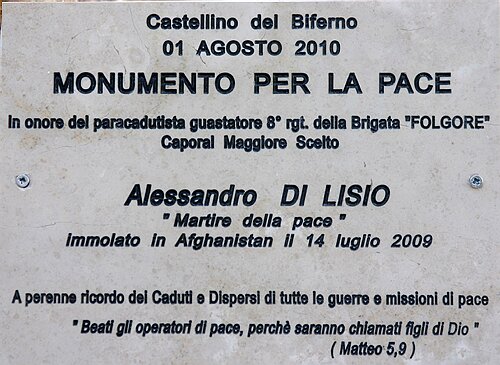 Castellino del Biferno
01 AGOSTO 2010
MONUMENTO PER LA PACE
In onore del paracadutista guastatore 8° rgt. della Brigata "FOLGORE"
Caporal Maggiore Scelto
Alessandro DI LISIO
" Martire della pace "
immolato in Afghanistan il 14 luglio 2009
A perenne ricordo dei Caduti e Dispersi di tutte le guerre e missioni di pace
" Beati gli operatori di pace, perchè saranno chiamati figli di Dio "
( Matteo 5,9 )